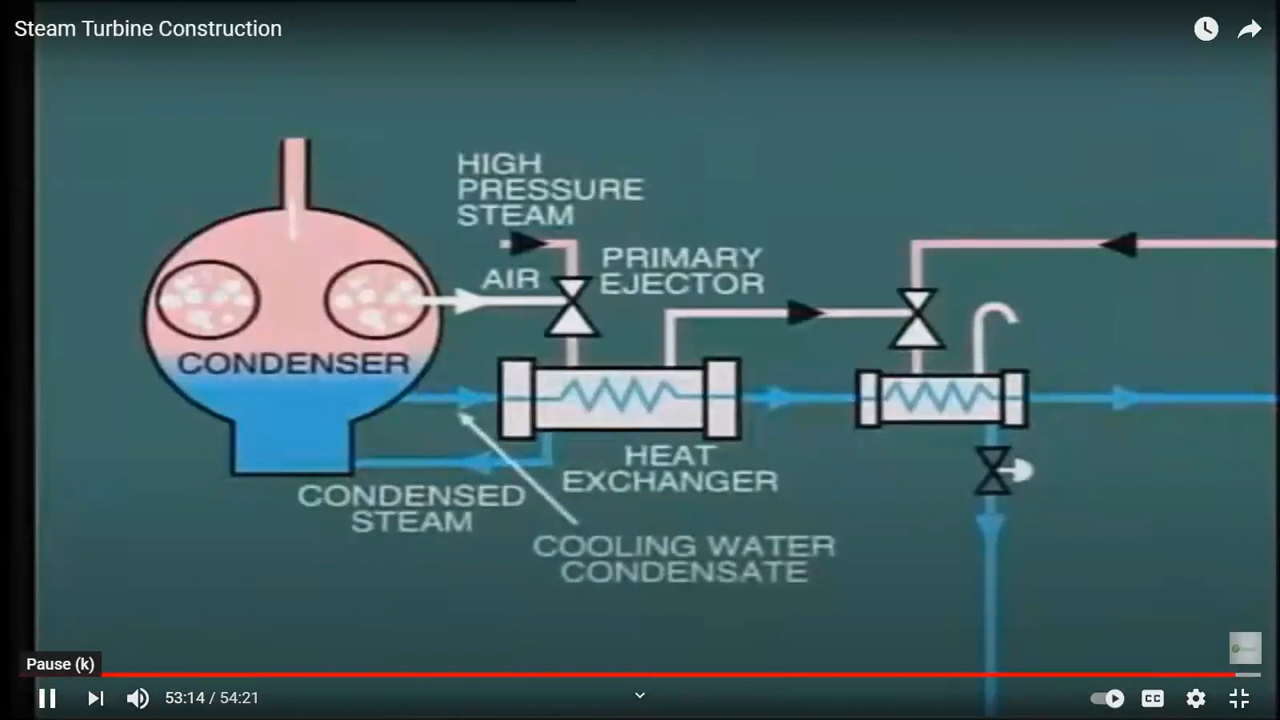 Steam Turbine Construction
HIGH
PRESSURE
STEAM
PRIMARY
EJECTOR
AIR
CONDENSER
HEAT
EXCHANGER
CONDENSED
STEAM
COOLING WATER
CONDENSATE
Pause (k)
53:14 / 54:21
CC